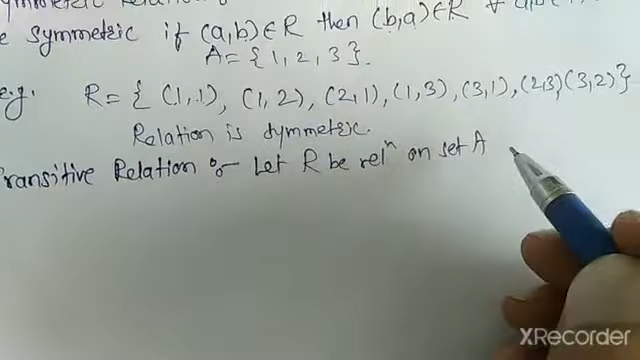 symmetric if (a,b)∈R then (b,a)∈R ∀
A = {1, 2, 3}.
e.g. R = { (1,1), (1,2), (2,1), (1,3), (3,1), (2,3) (3,2)}
Relation is symmetric.
ransitive Relation :- Let R be relⁿ on set A
XRecorder